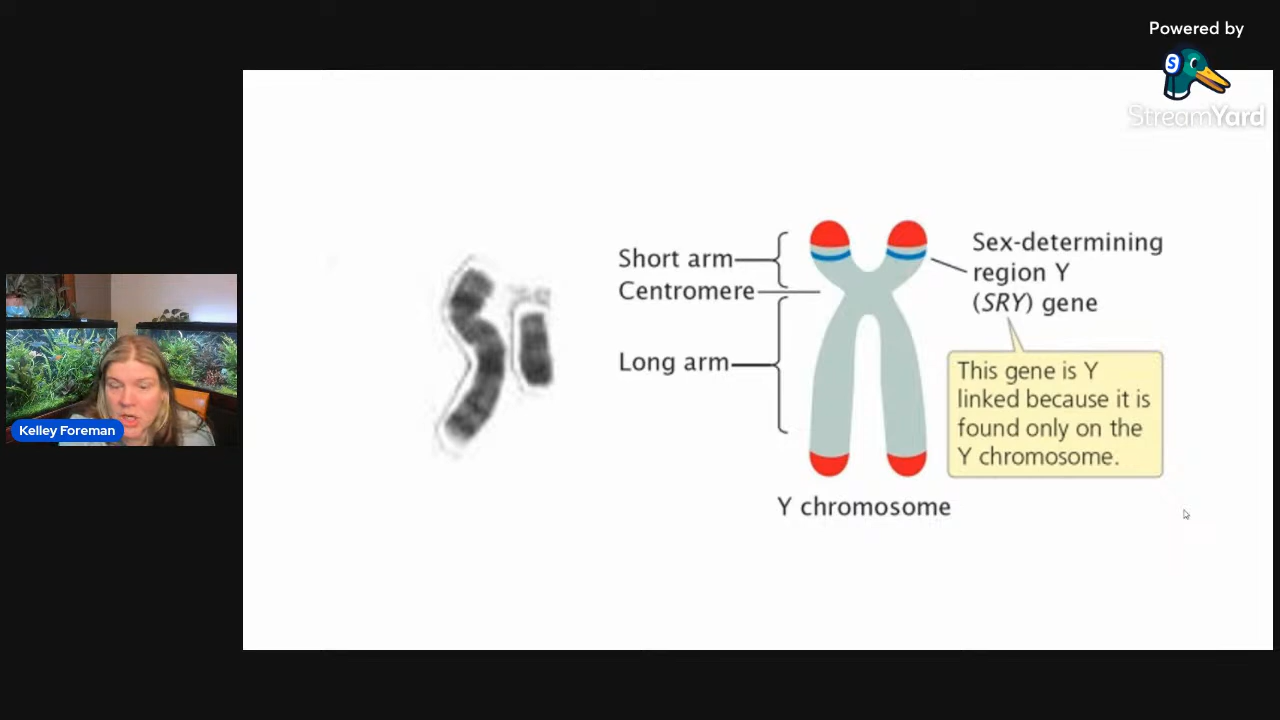 Powered by
S
StreamYard
Short arm
Centromere
Long arm
Sex-determining
region Y
(SRY) gene
This gene is Y
linked because it is
found only on the
Y chromosome.
Y chromosome
Kelley Foreman